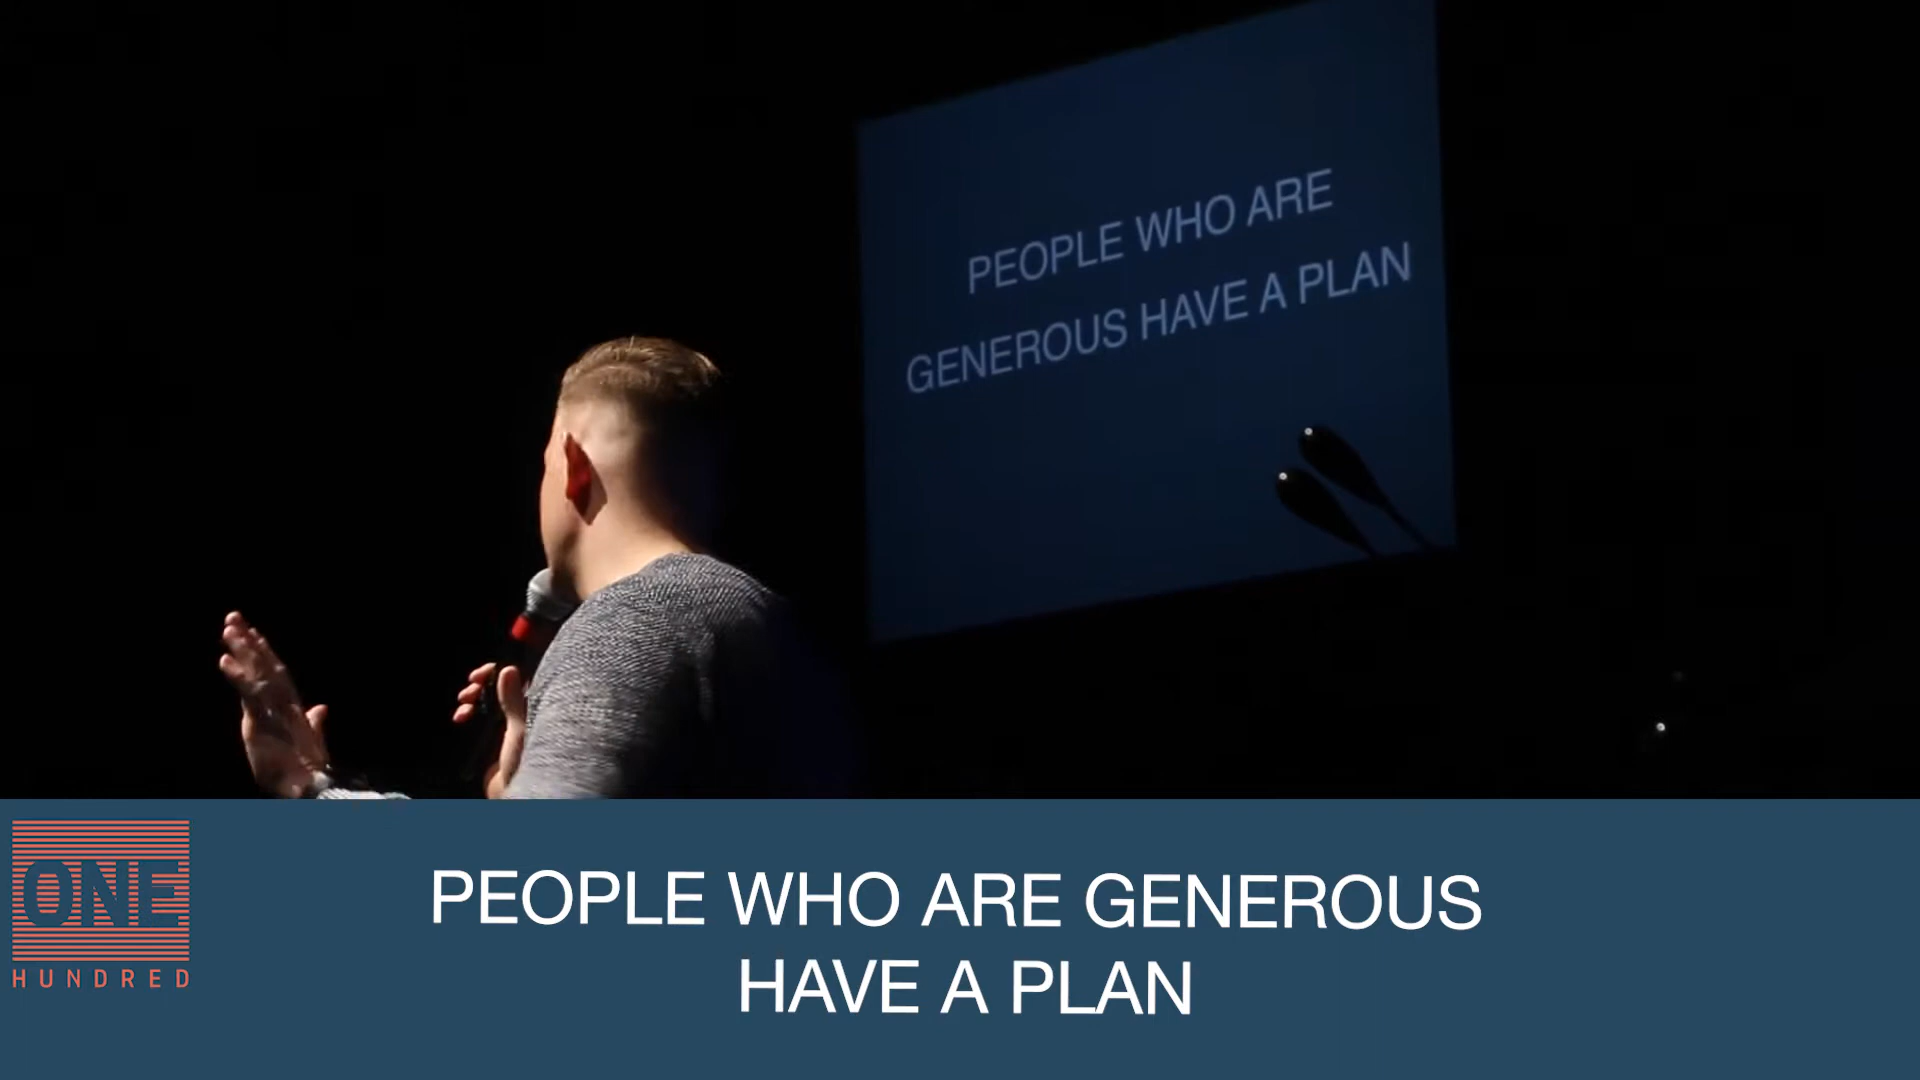 PEOPLE WHO ARE
GENEROUS HAVE A PLAN
ONE
HUNDRED
PEOPLE WHO ARE GENEROUS
HAVE A PLAN